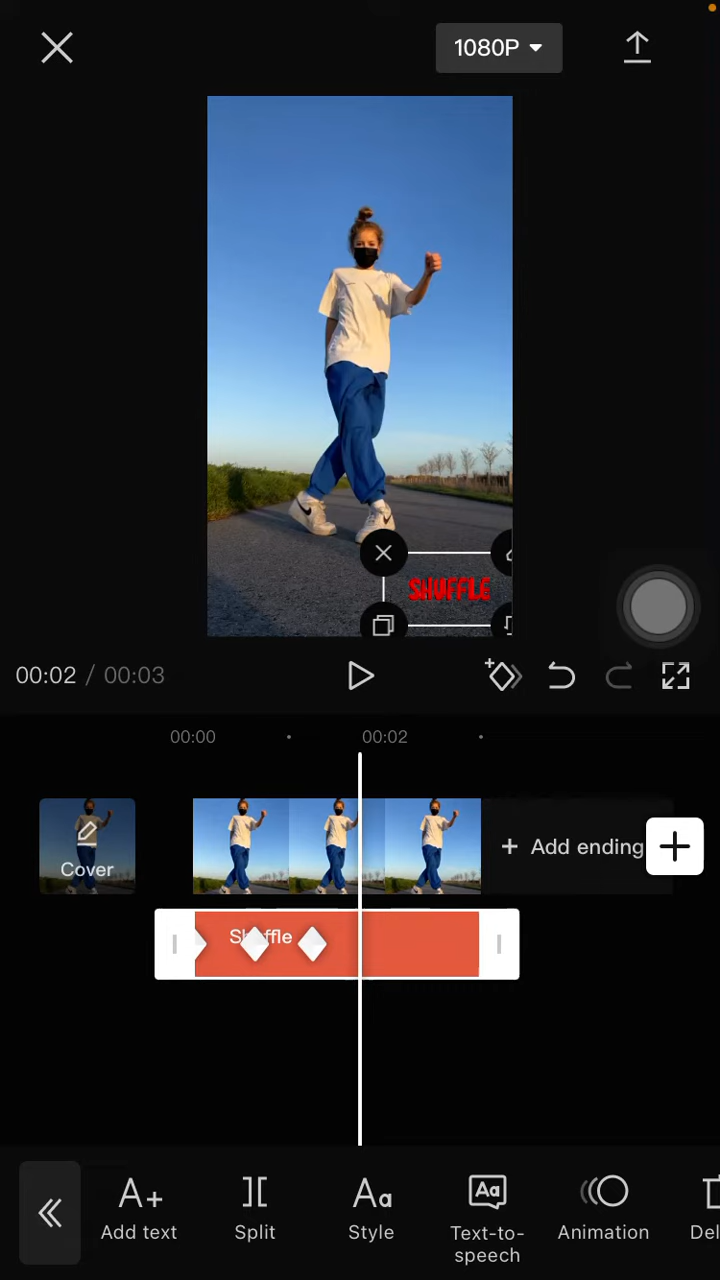 1080P
SHUFFLE
00:02 / 00:03
00:00
00:02
Cover
+ Add ending
Shuffle
Add text
Split
Style
Text-to-
speech
Animation